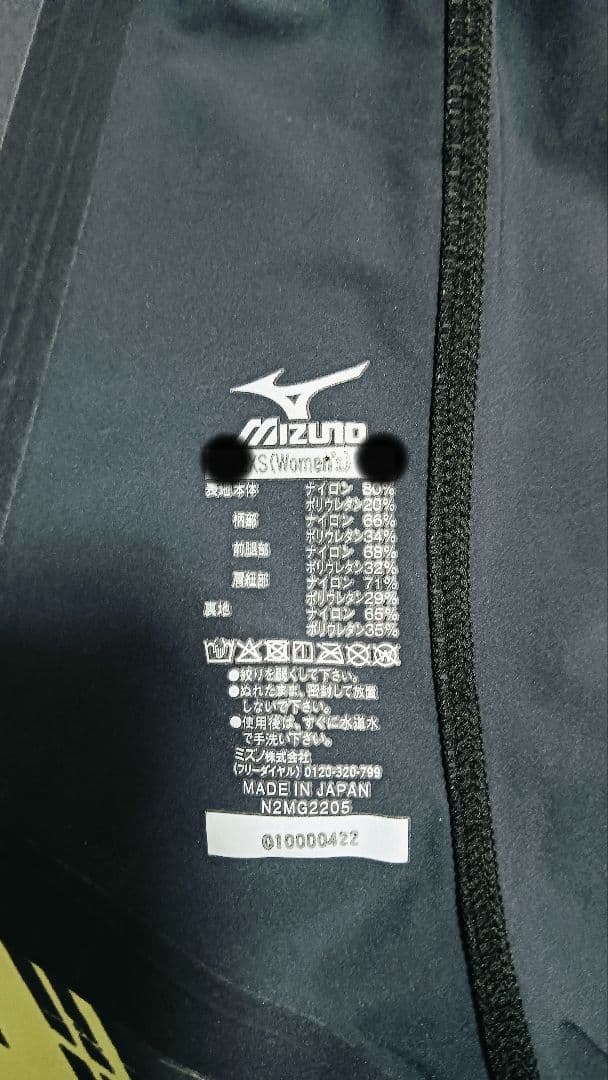 MIZUNO
XS(Women's)
表地 本体 ナイロン 80%
ポリウレタン20%
柄部 ナイロン 66%
ポリウレタン34%
前腿部 ナイロン 68%
ポリウレタン32%
肩紐部 ナイロン 71%
ポリウレタン29%
裏地 ナイロン 65%
ポリウレタン35%
●絞りを弱くして下さい。
●ぬれたまま、密封して放置
しないで下さい。
●使用後は、すぐに水道水
で手洗い下さい。
ミズノ株式会社
(フリーダイヤル) 0120-320-799
MADE IN JAPAN
N2MG2205
010000422